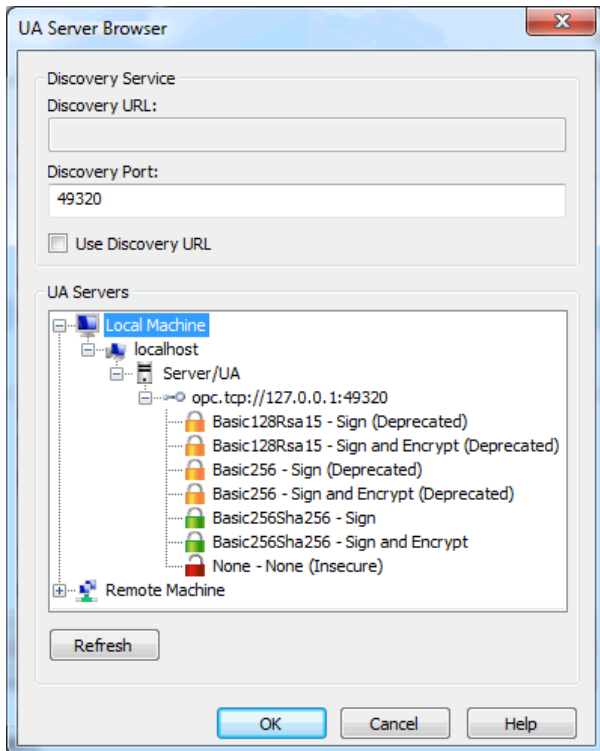 UA Server Browser
Discovery Service
Discovery URL:
Discovery Port:
49320
Use Discovery URL
UA Servers
Local Machine
localhost
Server/UA
opc.tcp://127.0.0.1:49320
Basic128Rsa15 - Sign (Deprecated)
Basic128Rsa15 - Sign and Encrypt (Deprecated)
Basic256 - Sign (Deprecated)
Basic256 - Sign and Encrypt (Deprecated)
Basic256Sha256 - Sign
Basic256Sha256 - Sign and Encrypt
None - None (Insecure)
Remote Machine
Refresh
OK Cancel Help